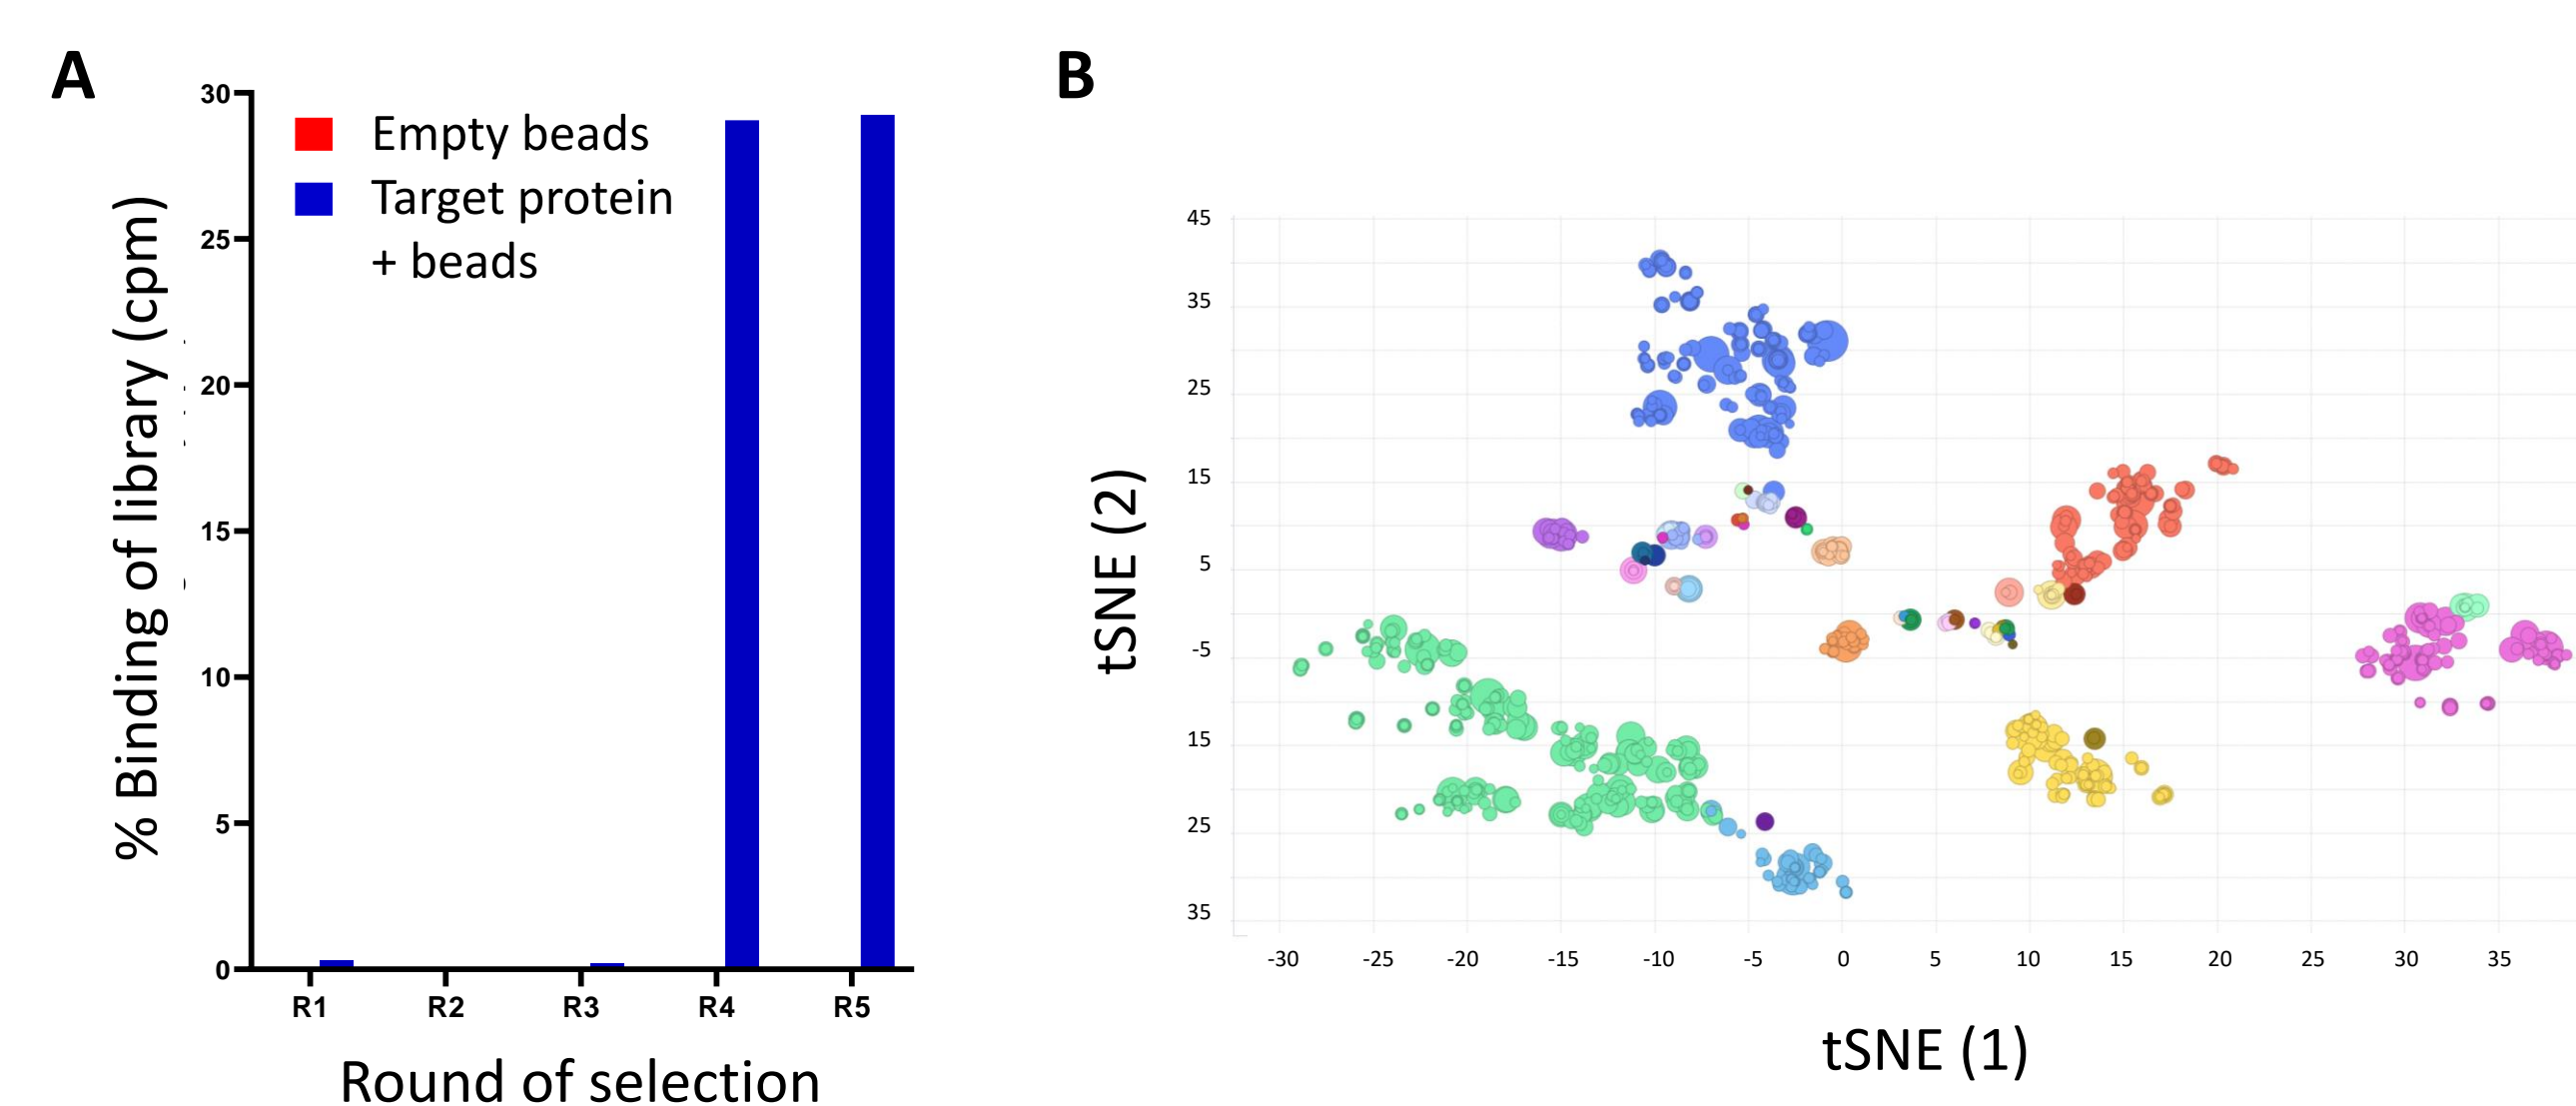 A
30
25
20
15
10
5
0
% Binding of library (cpm)
Empty beads
Target protein
+ beads
R1 R2 R3 R4 R5
Round of selection
B
45
35
25
15
5
-5
15
25
35
tSNE (2)
-30 -25 -20 -15 -10 -5 0 5 10 15 20 25 30 35
tSNE (1)